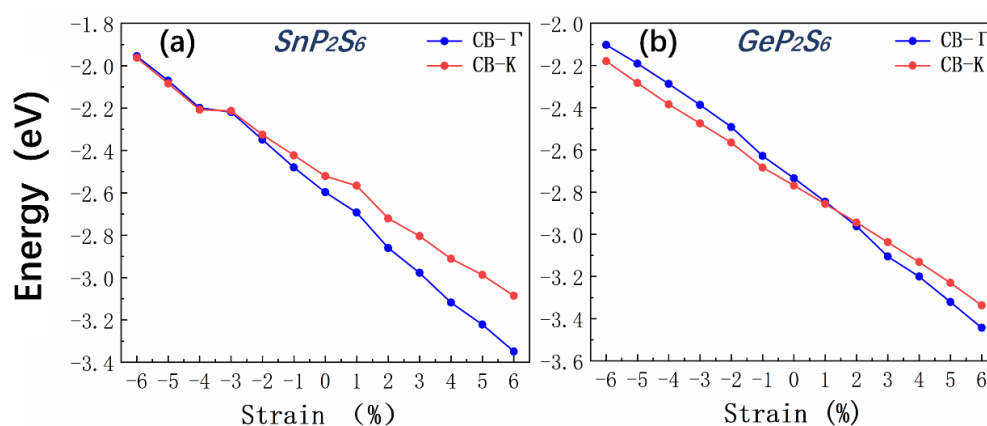 (a) SnP₂S₆
CB-Γ
CB-K
-1.8
-2.0
-2.2
-2.4
-2.6
-2.8
-3.0
-3.2
-3.4
-6 -5 -4 -3 -2 -1 0 1 2 3 4 5 6
Strain (%)
Energy (eV)
(b) GeP₂S₆
CB-Γ
CB-K
-2.0
-2.2
-2.4
-2.6
-2.8
-3.0
-3.2
-3.4
-3.6
-6 -5 -4 -3 -2 -1 0 1 2 3 4 5 6
Strain (%)